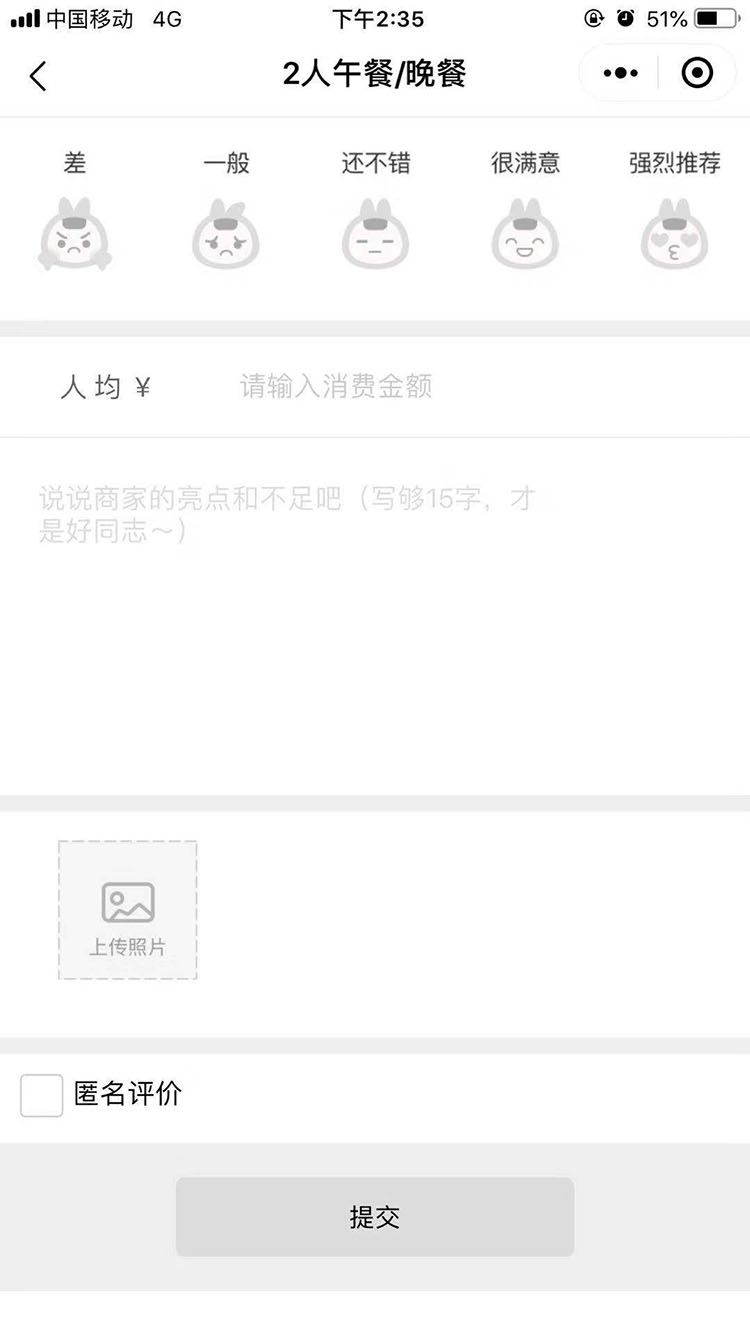 中国移动 4G 下午2:35 51%
2人午餐/晚餐
差 一般 还不错 很满意 强烈推荐
人均 ¥ 请输入消费金额
说说商家的亮点和不足吧（写够15字，才
是好同志～）
上传照片
匿名评价
提交